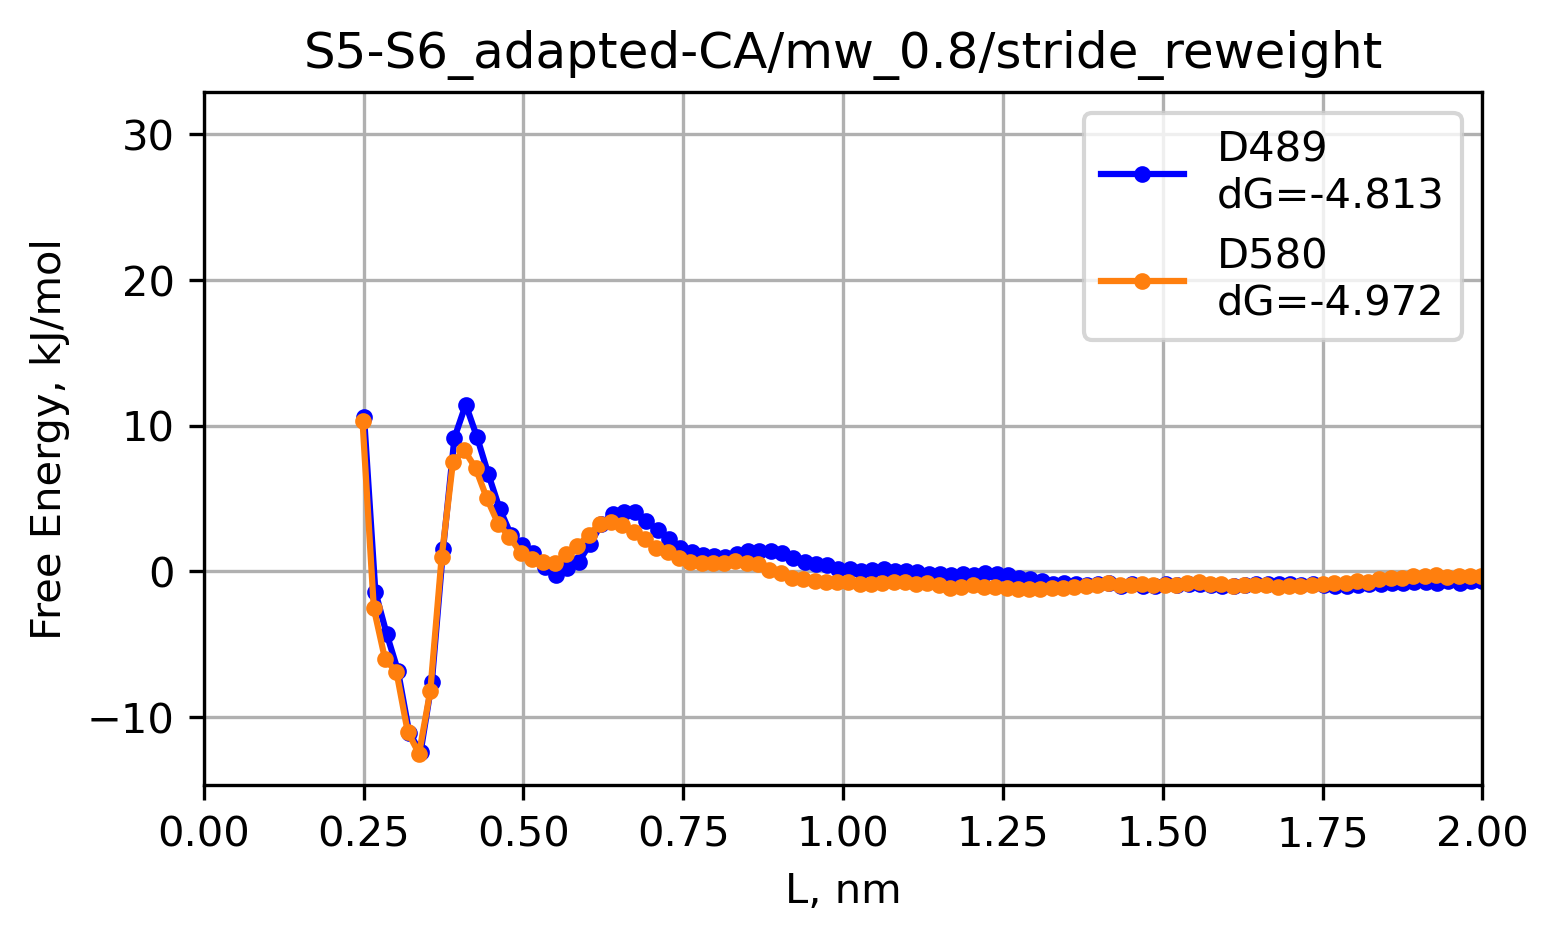 S5-S6_adapted-CA/mw_0.8/stride_reweight
D489
dG=-4.813
D580
dG=-4.972
Free Energy, kJ/mol
30
20
10
0
−10
0.00 0.25 0.50 0.75 1.00 1.25 1.50 1.75 2.00
L, nm